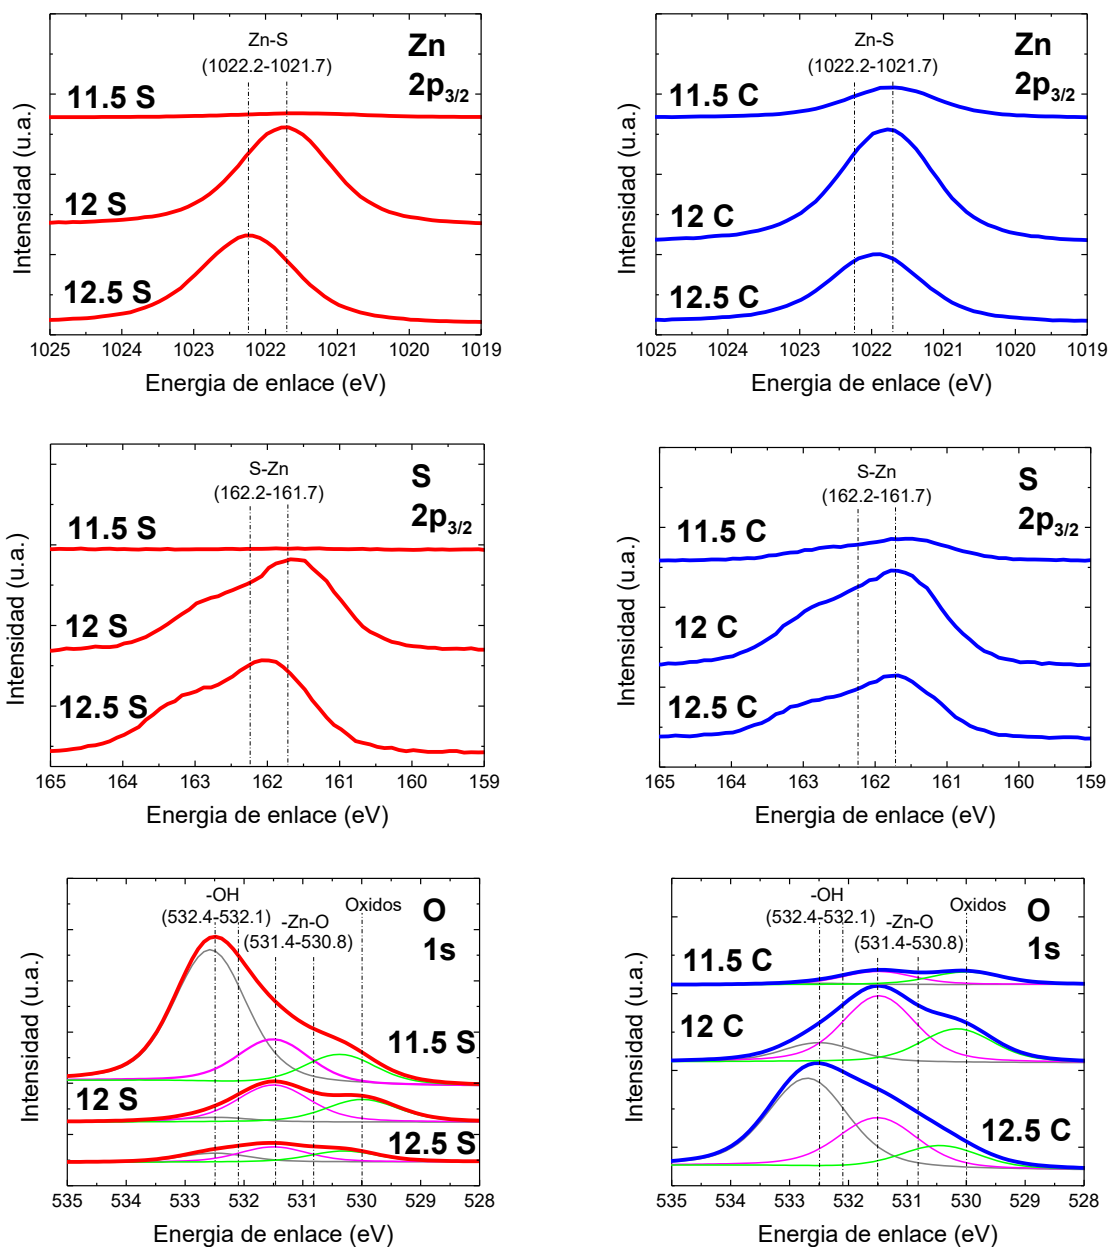 Zn-S
(1022.2-1021.7)
Zn
2p3/2
11.5 S
12 S
12.5 S
Intensidad (u.a.)
1025 1024 1023 1022 1021 1020 1019
Energia de enlace (eV)
Zn-S
(1022.2-1021.7)
Zn
2p3/2
11.5 C
12 C
12.5 C
Intensidad (u.a.)
1025 1024 1023 1022 1021 1020 1019
Energia de enlace (eV)
S-Zn
(162.2-161.7)
S
2p3/2
11.5 S
12 S
12.5 S
Intensidad (u.a.)
165 164 163 162 161 160 159
Energia de enlace (eV)
S-Zn
(162.2-161.7)
S
2p3/2
11.5 C
12 C
12.5 C
Intensidad (u.a.)
165 164 163 162 161 160 159
Energia de enlace (eV)
-OH
(532.4-532.1)
-Zn-O
(531.4-530.8)
Oxidos
O
1s
11.5 S
12 S
12.5 S
Intensidad (u.a.)
535 534 533 532 531 530 529 528
Energia de enlace (eV)
-OH
(532.4-532.1)
-Zn-O
(531.4-530.8)
Oxidos
O
1s
11.5 C
12 C
12.5 C
Intensidad (u.a.)
535 534 533 532 531 530 529 528
Energia de enlace (eV)